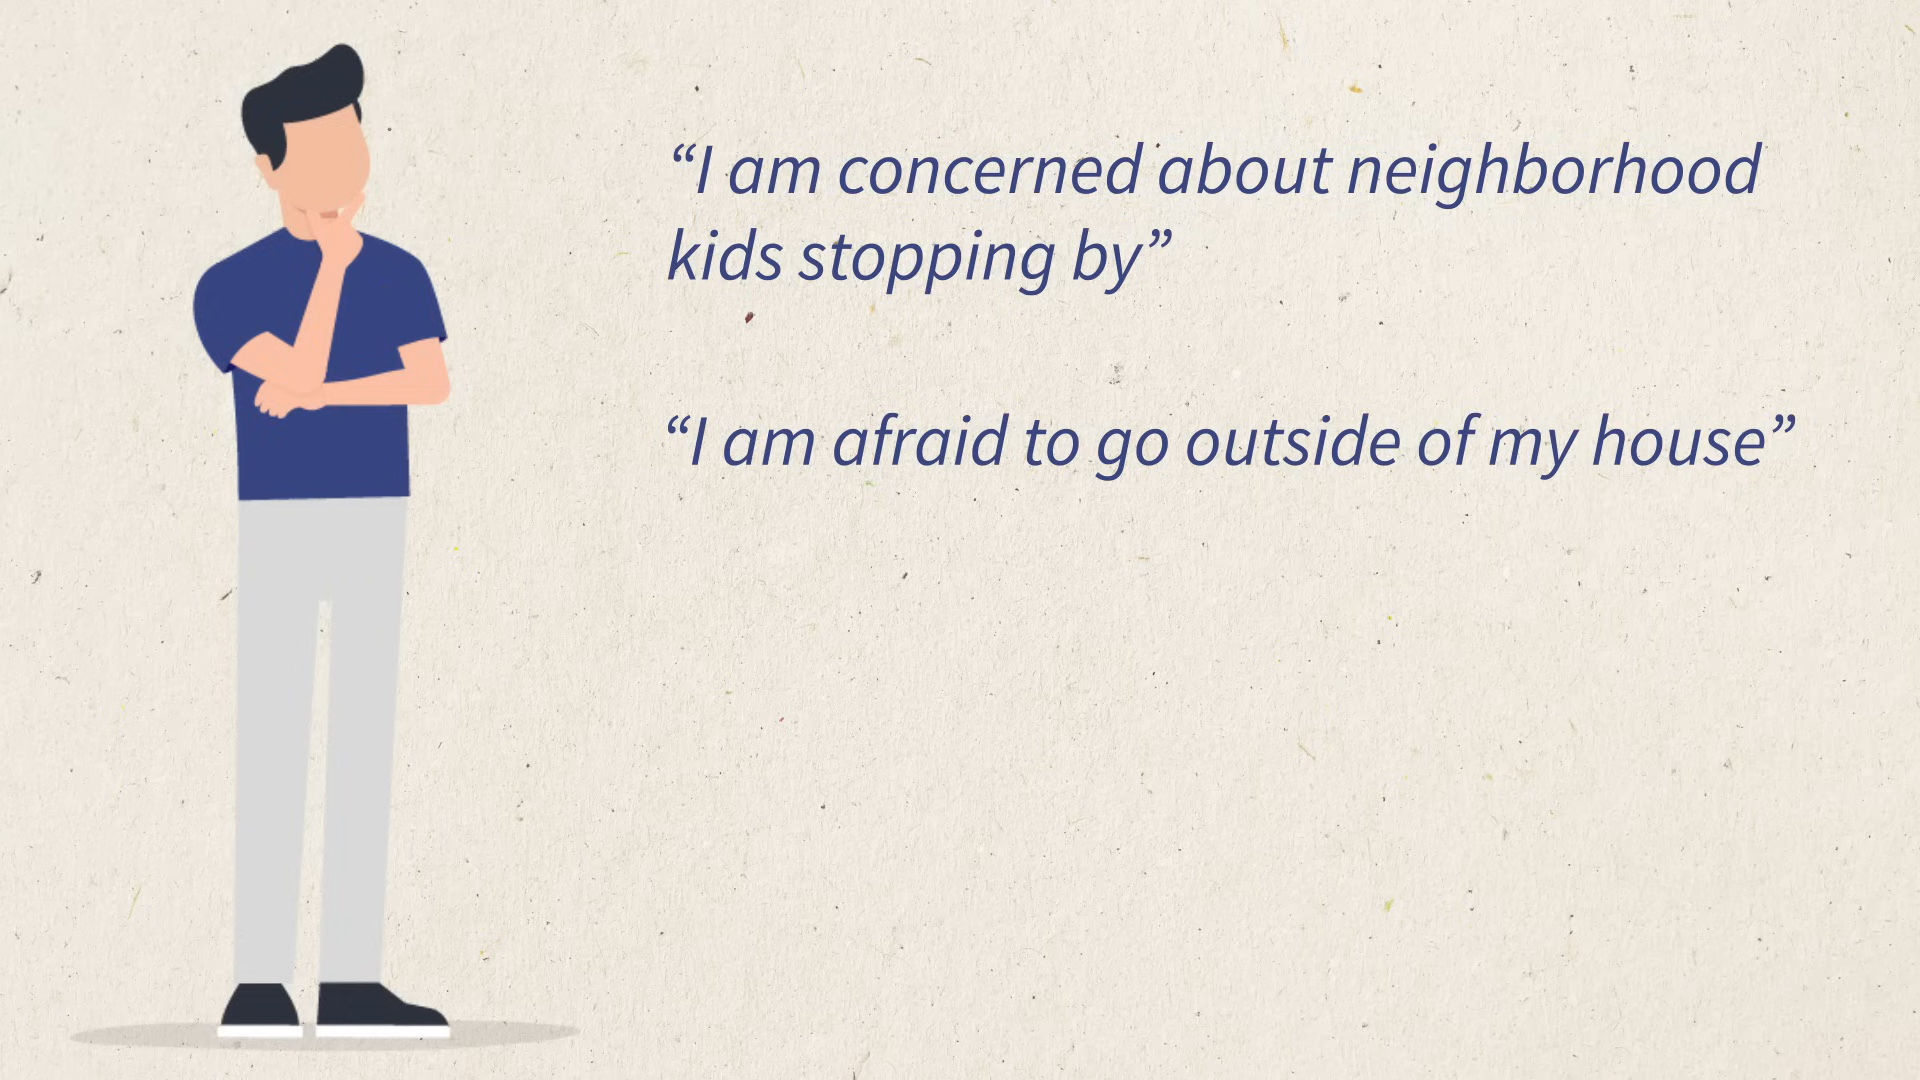 “I am concerned about neighborhood
kids stopping by”
“I am afraid to go outside of my house”